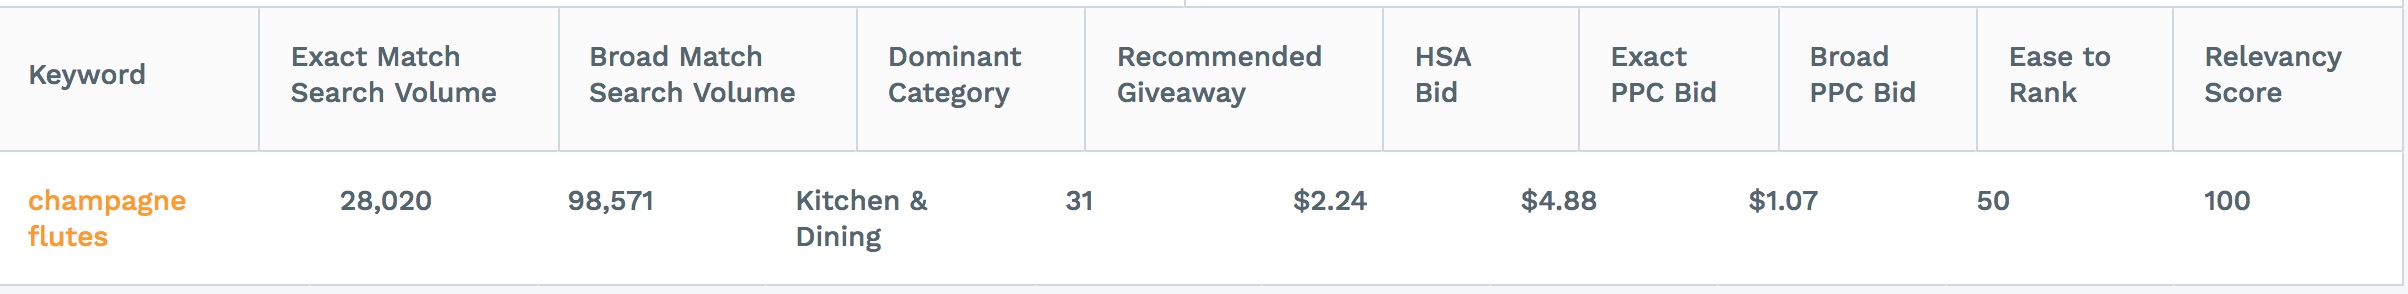 Keyword
Exact Match
Search Volume
Broad Match
Search Volume
Dominant
Category
Recommended
Giveaway
HSA
Bid
Exact
PPC Bid
Broad
PPC Bid
Ease to
Rank
Relevancy
Score
champagne
flutes
28,020
98,571
Kitchen &
Dining
31
$2.24
$4.88
$1.07
50
100